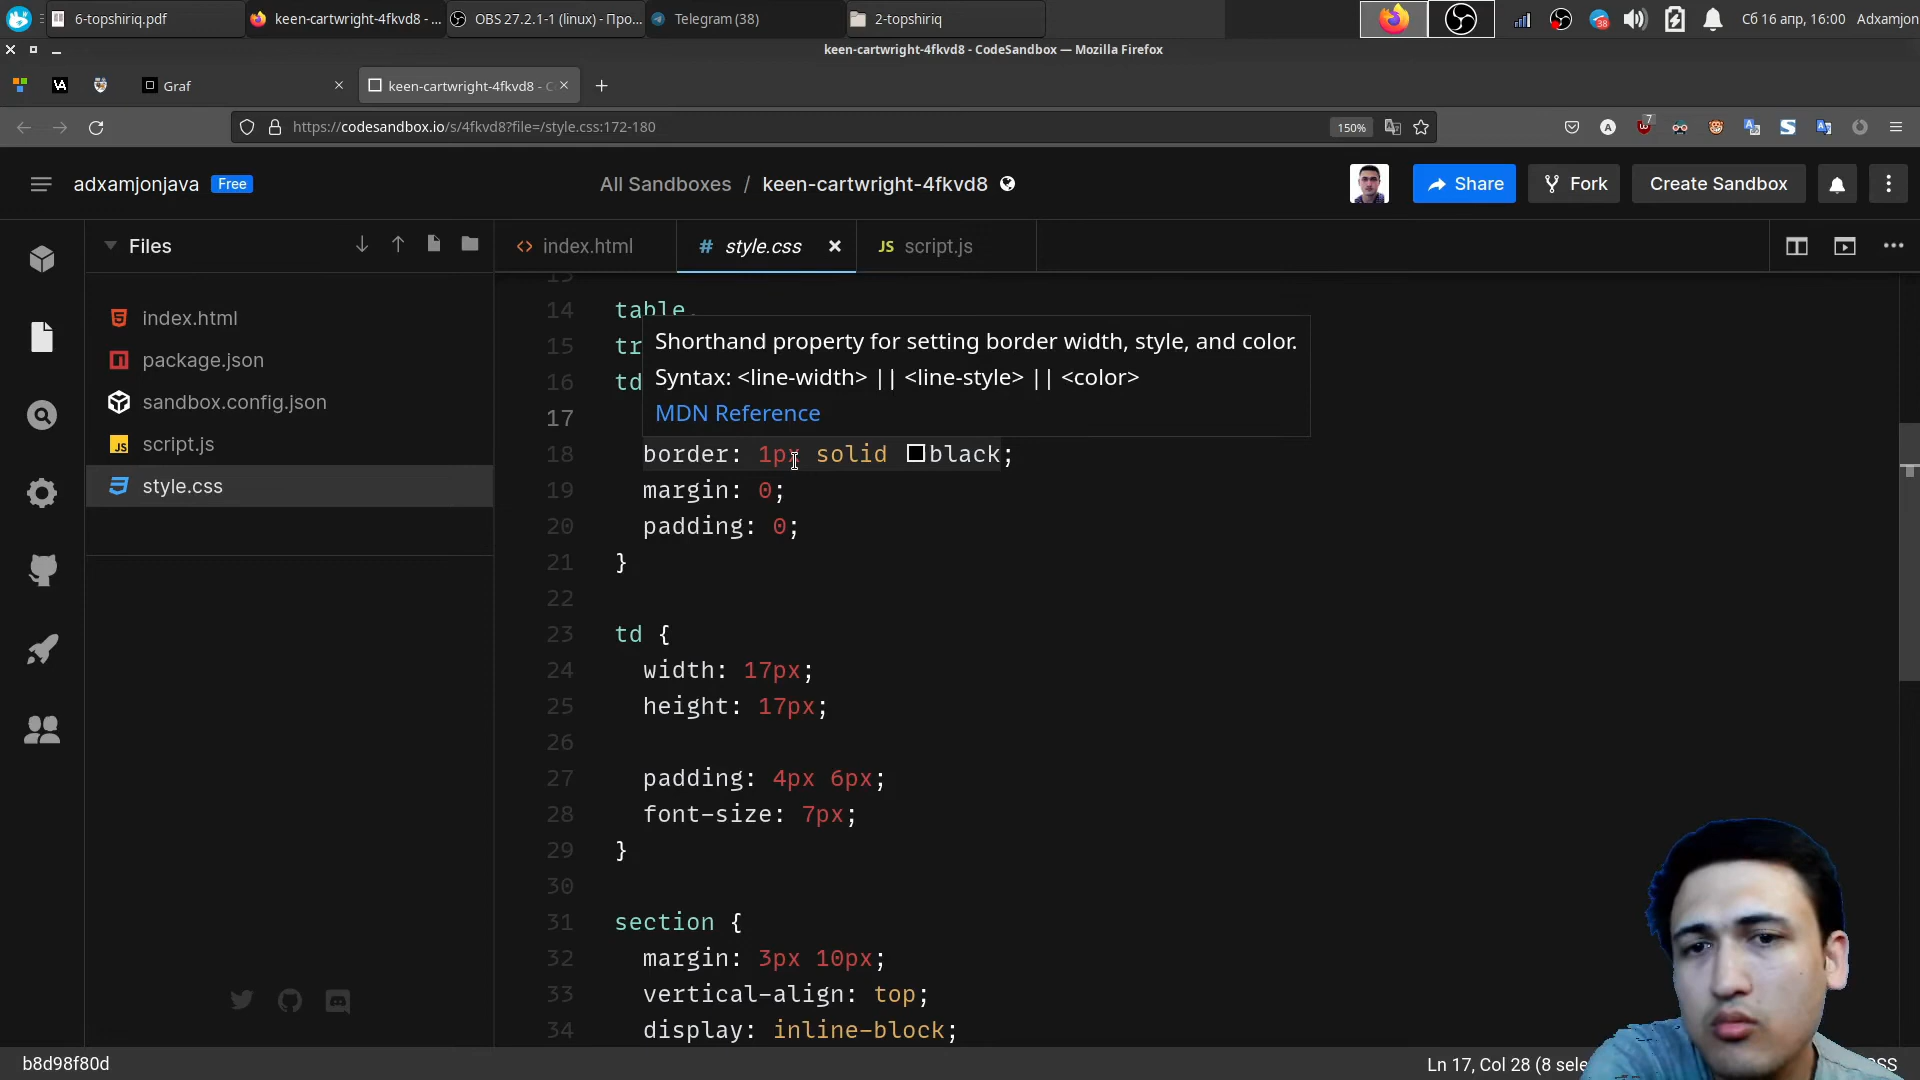 6-topshiriq.pdf
keen-cartwright-4fkvd8 - ...
OBS 27.2.1-1 (linux) - Про...
Telegram (38)
2-topshiriq
38
Сб 16 апр, 16:00
Adxamjon
keen-cartwright-4fkvd8 - CodeSandbox — Mozilla Firefox
VA
Graf
keen-cartwright-4fkvd8 - C
https://codesandbox.io/s/4fkvd8?file=/style.css:172-180
150%
A
7
adxamjonjava
Free
All Sandboxes / keen-cartwright-4fkvd8
Share
Fork
Create Sandbox
Files
<> index.html
# style.css
JS script.js
index.html
package.json
sandbox.config.json
JS script.js
style.css
14 table,
15 tr
16 td
17
Shorthand property for setting border width, style, and color.
Syntax: <line-width> || <line-style> || <color>
MDN Reference
18 border: 1px solid black;
19 margin: 0;
20 padding: 0;
21 }
22
23 td {
24 width: 17px;
25 height: 17px;
26
27 padding: 4px 6px;
28 font-size: 7px;
29 }
30
31 section {
32 margin: 3px 10px;
33 vertical-align: top;
34 display: inline-block;
b8d98f80d
Ln 17, Col 28 (8 sele